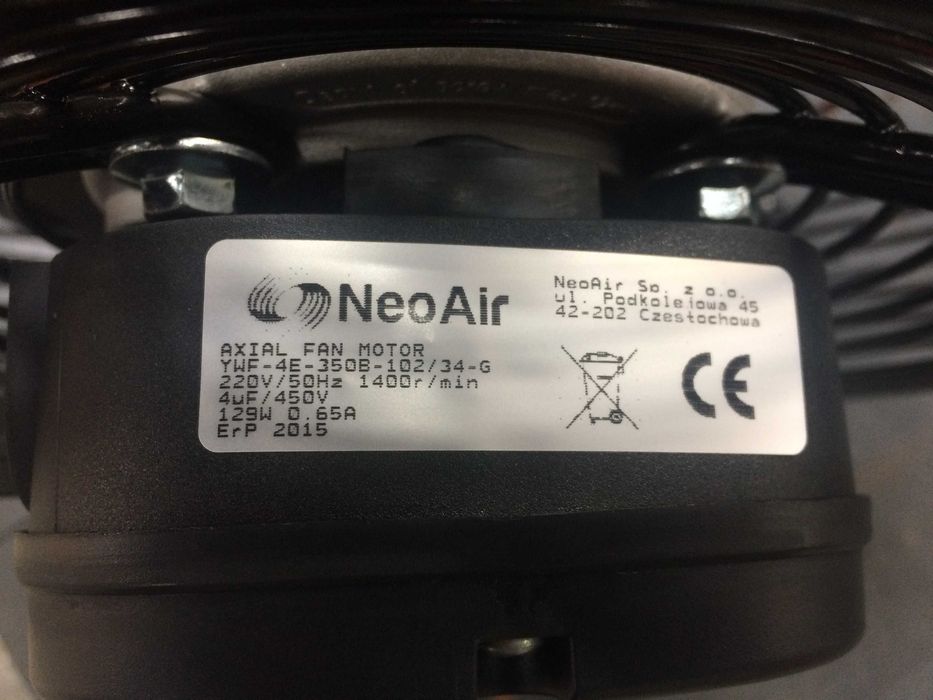 NeoAir
NeoAir Sp. z o.o.
ul. Podkolejowa 45
42-202 Czestochowa
AXIAL FAN MOTOR
YWF-4E-350B-102/34-G
220V/50Hz 1400r/min
4uF/450V
129W 0.65A
ErP 2015
CE